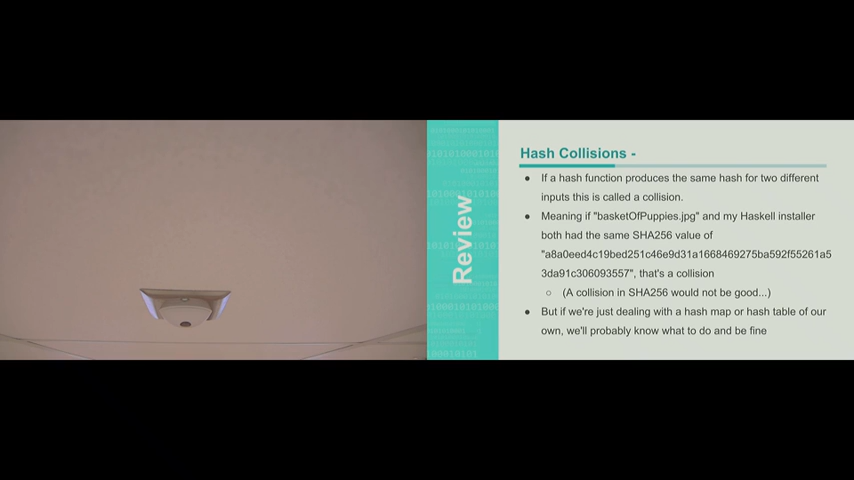 Review
Hash Collisions -
● If a hash function produces the same hash for two different
inputs this is called a collision.
● Meaning if "basketOfPuppies.jpg" and my Haskell installer
both had the same SHA256 value of
"a8a0eed4c19bed251c46e9d31a1668469275ba592f55261a5
3da91c306093557", that's a collision
○ (A collision in SHA256 would not be good...)
● But if we're just dealing with a hash map or hash table of our
own, we'll probably know what to do and be fine